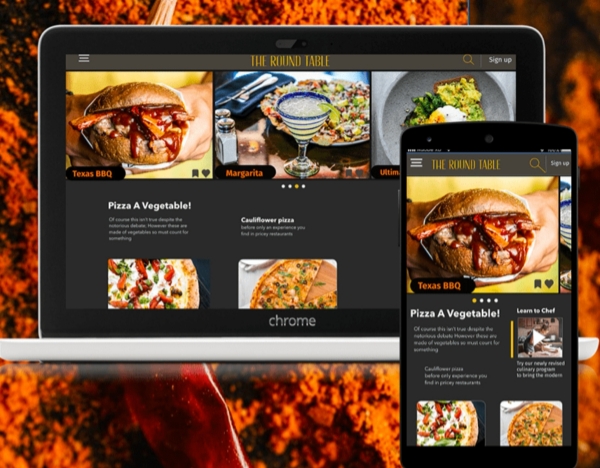 THE ROUND TABLE
Sign up
Texas BBQ
Margarita
Ultim
Pizza A Vegetable!
Of course this isn't true despite the
notorious debate. However these are
made of vegetables so must count for
something
Cauliflower pizza
before only an experience you
find in pricey restaurants
chrome
THE ROUND TABLE
Sign up
Texas BBQ
Pizza A Vegetable!
Of course this isn't true despite the
notorious debate However these are
made of vegetables so must count for
something
Cauliflower pizza
before only experience you
find in pricey restaurants
Learn to Chef
Try our newly revised
culinary program
to bring the modern